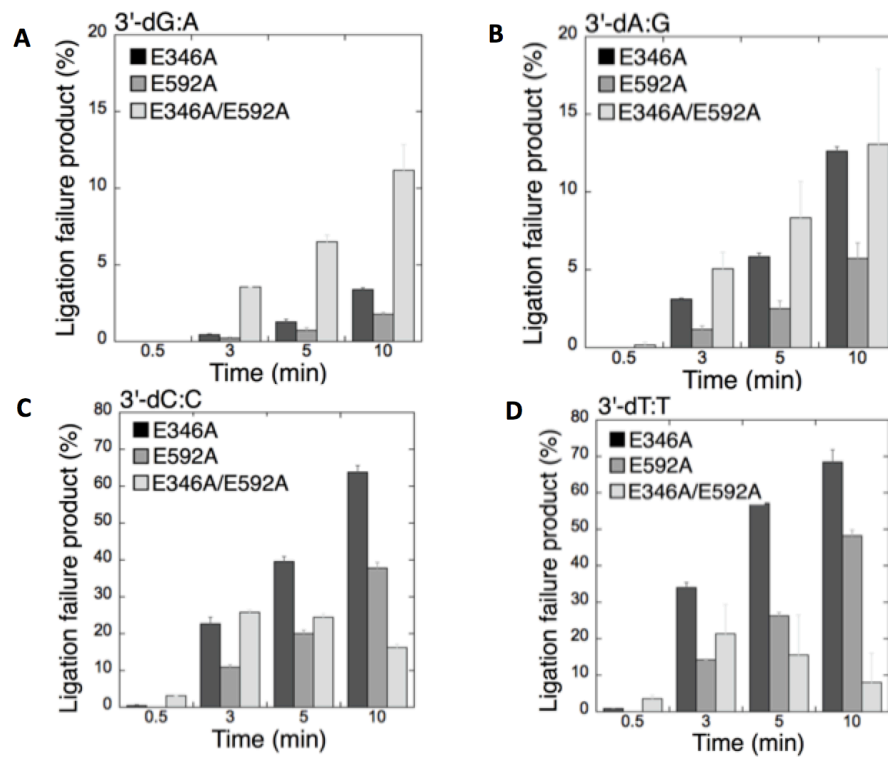 A
3'-dG:A
Ligation failure product (%)
20
15
10
5
0
E346A
E592A
E346A/E592A
0.5 3 5 10
Time (min)
B
3'-dA:G
Ligation failure product (%)
20
15
10
5
0
E346A
E592A
E346A/E592A
0.5 3 5 10
Time (min)
C
3'-dC:C
Ligation failure product (%)
80
70
60
50
40
30
20
10
0
E346A
E592A
E346A/E592A
0.5 3 5 10
Time (min)
D
3'-dT:T
Ligation failure product (%)
80
70
60
50
40
30
20
10
0
E346A
E592A
E346A/E592A
0.5 3 5 10
Time (min)